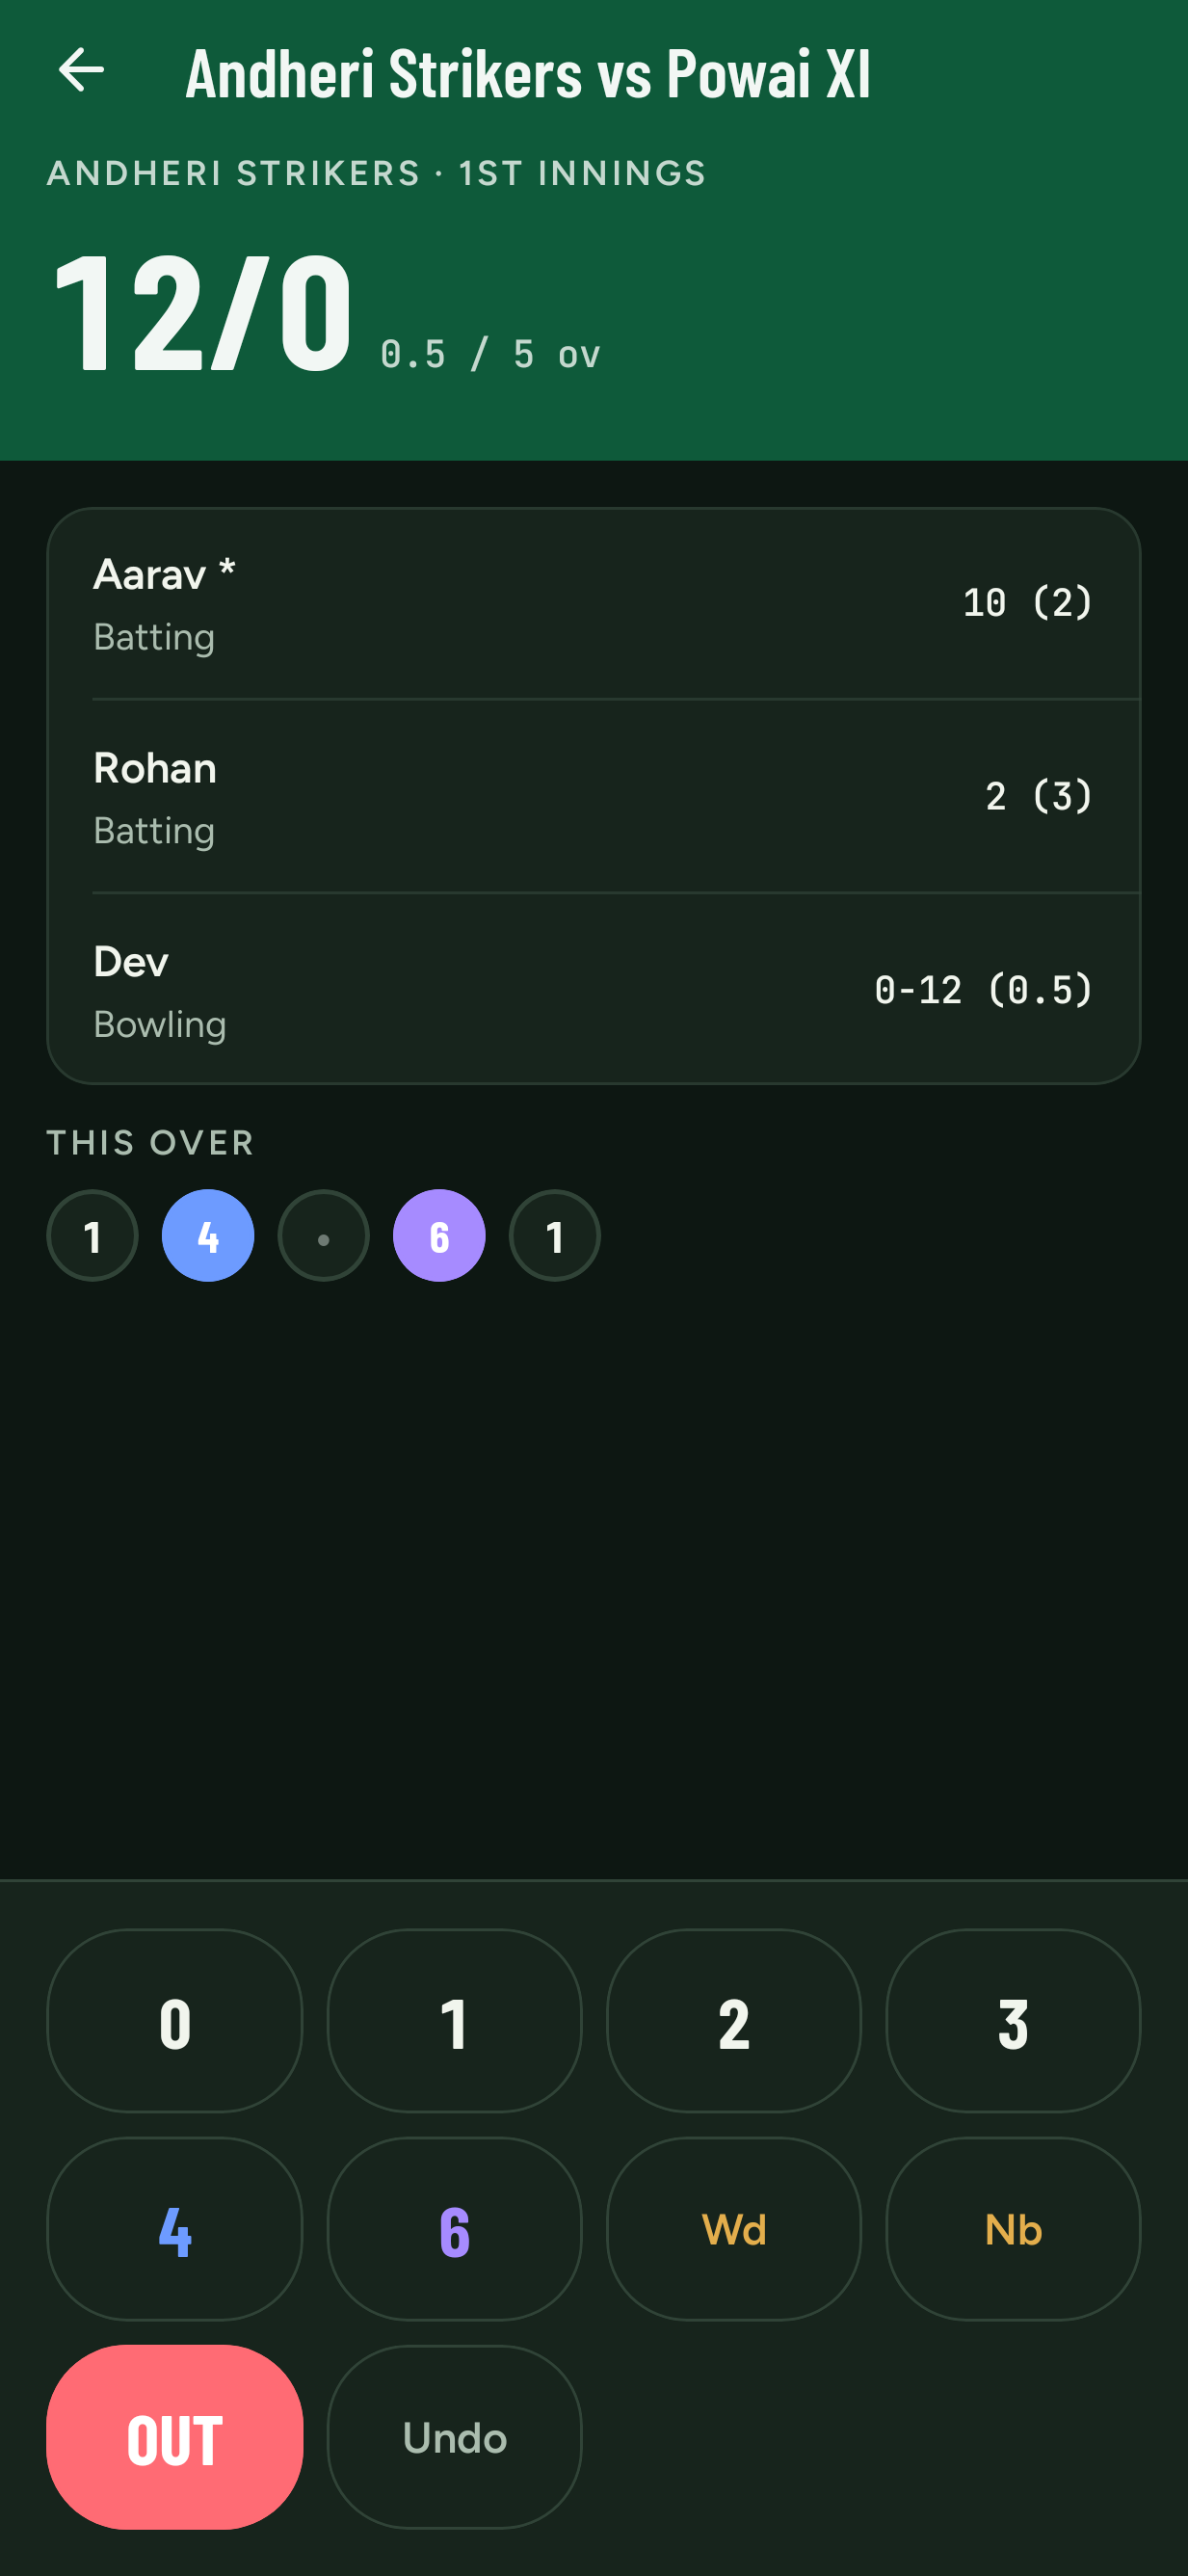 Andheri Strikers vs Powai XI
ANDHERI STRIKERS · 1ST INNINGS
12/0 0.5 / 5 ov
Aarav * 10 (2)
Batting
Rohan 2 (3)
Batting
Dev 0-12 (0.5)
Bowling
THIS OVER
1 4 • 6 1
0 1 2 3
4 6 Wd Nb
OUT Undo